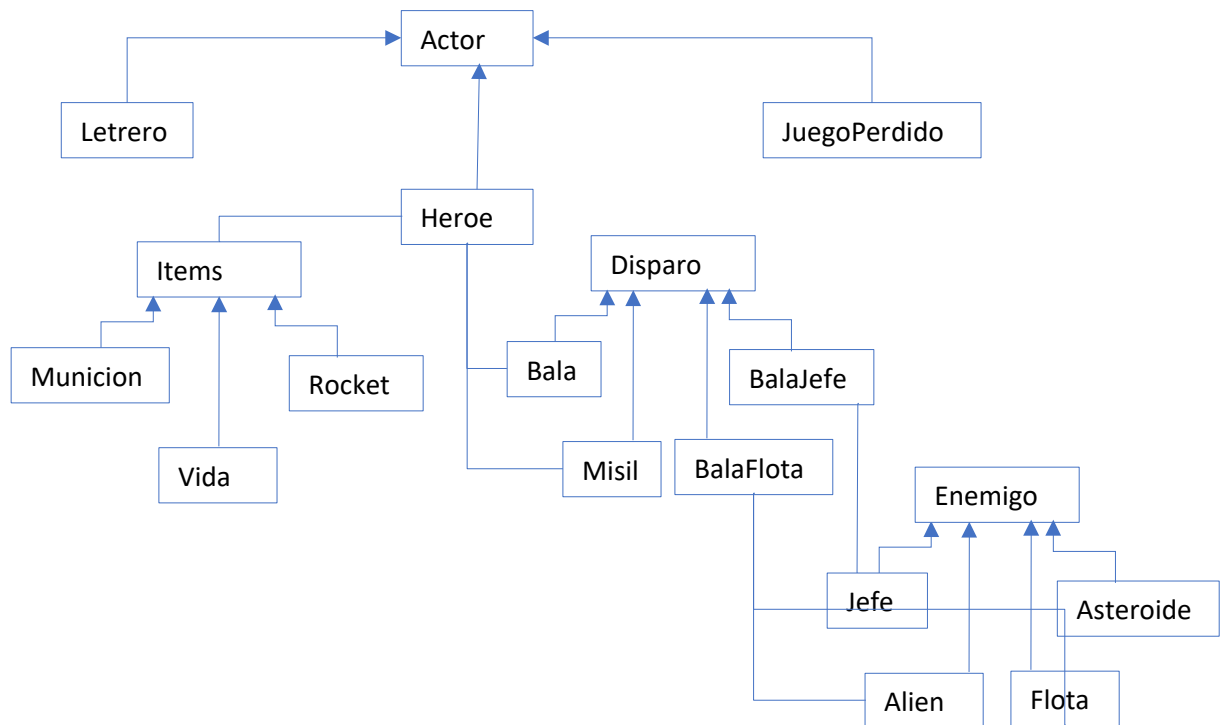 Actor
Letrero
JuegoPerdido
Heroe
Items
Disparo
Municion
Rocket
Bala
BalaJefe
Vida
Misil
BalaFlota
Enemigo
Jefe
Asteroide
Alien
Flota